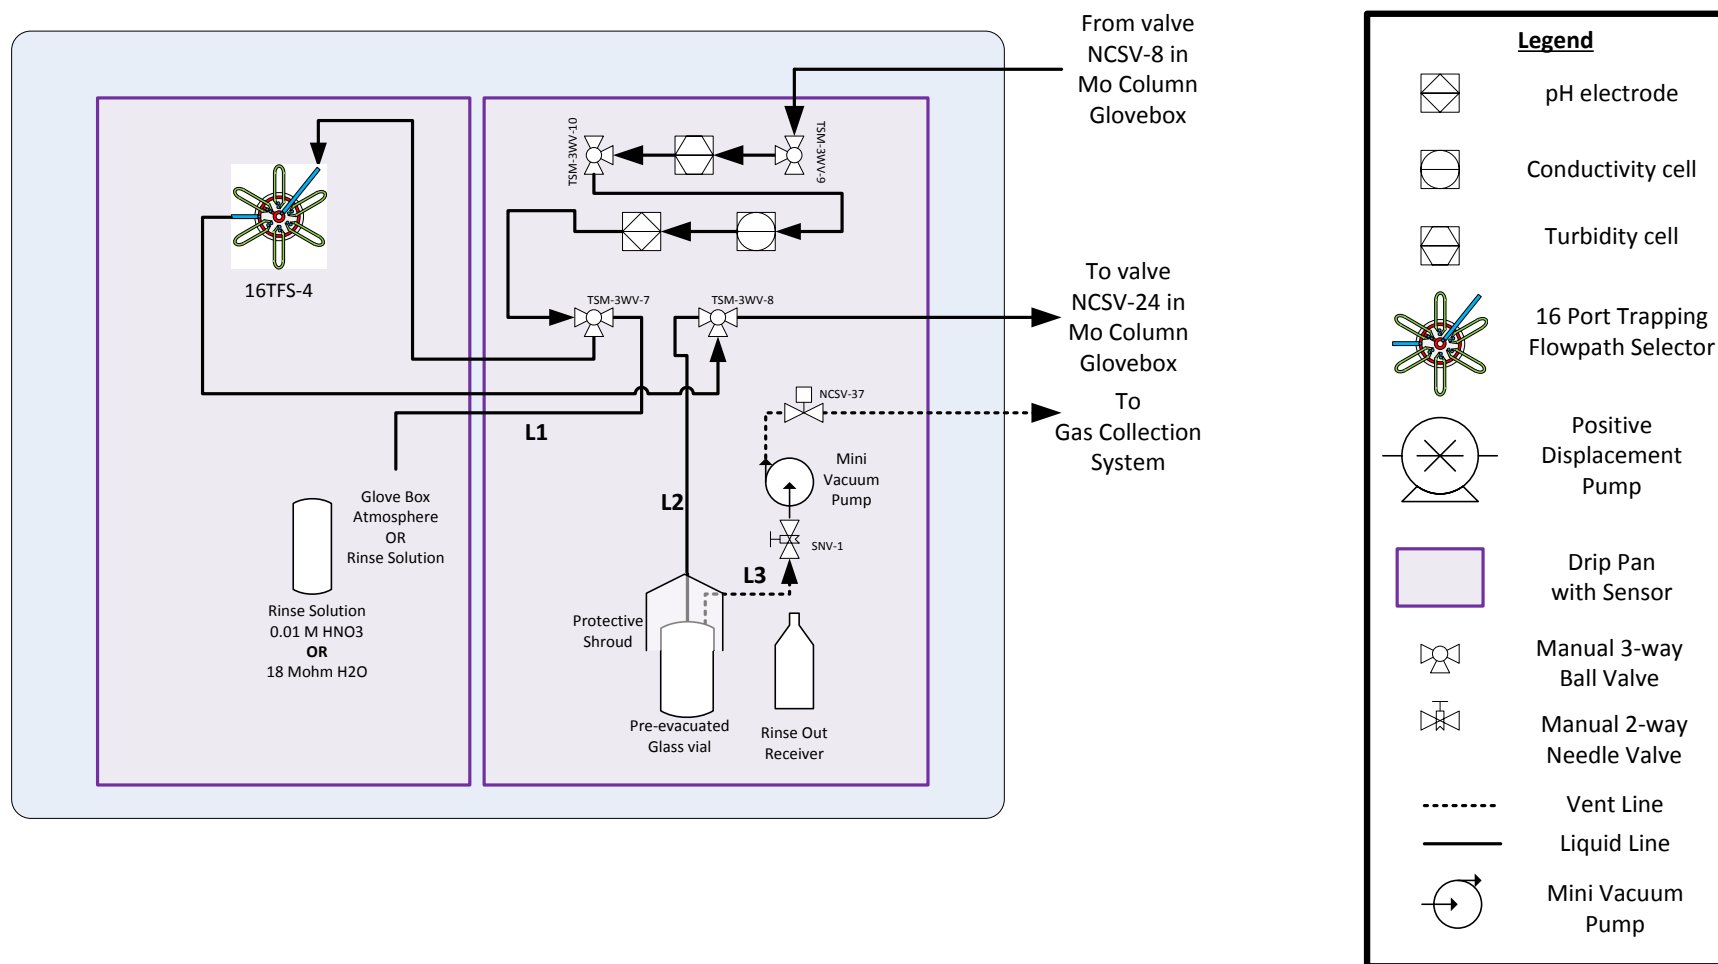 From valve
NCSV-8 in
Mo Column
Glovebox
TSM-3WV-10
TSM-3WV-9
16TFS-4
TSM-3WV-7
TSM-3WV-8
To valve
NCSV-24 in
Mo Column
Glovebox
NCSV-37
To
Gas Collection
System
L1
Mini
Vacuum
Pump
L2
Glove Box
Atmosphere
OR
Rinse Solution
SNV-1
L3
Rinse Solution
0.01 M HNO3
OR
18 Mohm H2O
Protective
Shroud
Pre-evacuated
Glass vial
Rinse Out
Receiver
Legend
pH electrode
Conductivity cell
Turbidity cell
16 Port Trapping
Flowpath Selector
Positive
Displacement
Pump
Drip Pan
with Sensor
Manual 3-way
Ball Valve
Manual 2-way
Needle Valve
Vent Line
Liquid Line
Mini Vacuum
Pump